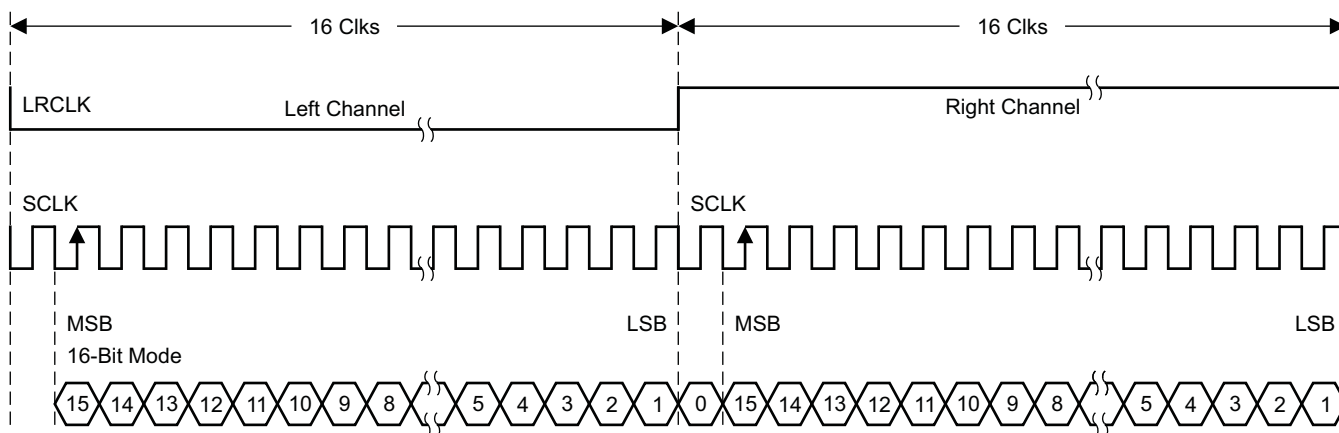 16 Clks 16 Clks
LRCLK Left Channel Right Channel
SCLK SCLK
MSB LSB MSB LSB
16-Bit Mode
15 14 13 12 11 10 9 8 5 4 3 2 1 0 15 14 13 12 11 10 9 8 5 4 3 2 1